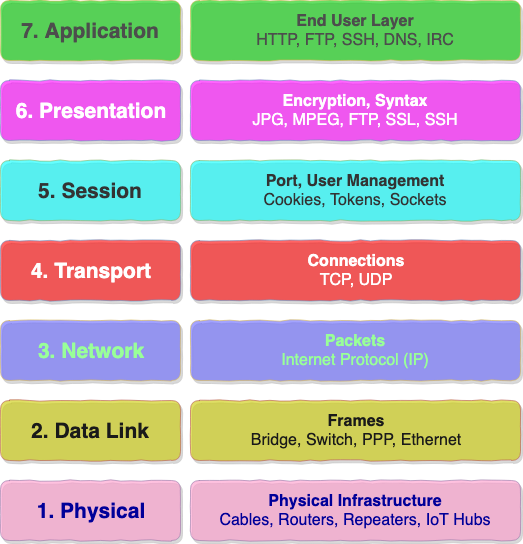 7. Application
End User Layer
HTTP, FTP, SSH, DNS, IRC
6. Presentation
Encryption, Syntax
JPG, MPEG, FTP, SSL, SSH
5. Session
Port, User Management
Cookies, Tokens, Sockets
4. Transport
Connections
TCP, UDP
3. Network
Packets
Internet Protocol (IP)
2. Data Link
Frames
Bridge, Switch, PPP, Ethernet
1. Physical
Physical Infrastructure
Cables, Routers, Repeaters, IoT Hubs